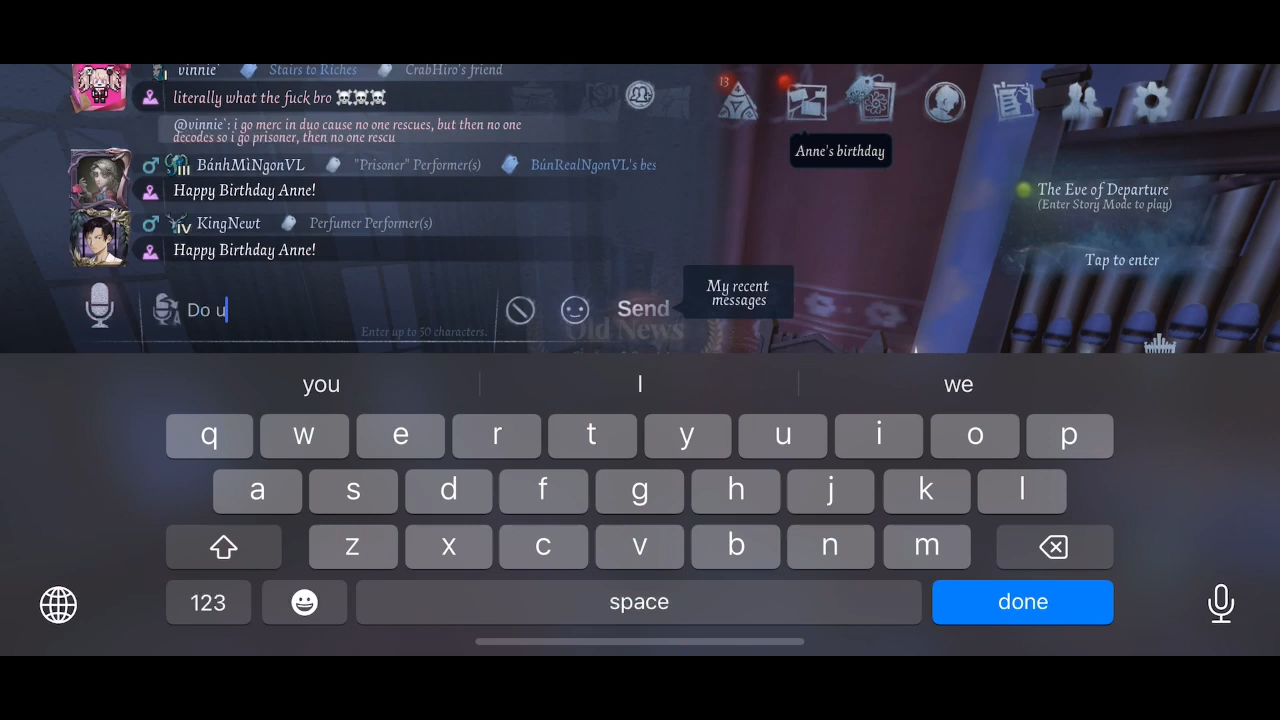 vinnie` Stairs to Riches CrabHiro's friend
literally what the fuck bro ☠☠☠
@vinnie`: i go merc in duo cause no one rescues, but then no one
decodes so i go prisoner, then no one rescu
BánhMìNgonVL "Prisoner" Performer(s) BúnRealNgonVL's bes
III
Happy Birthday Anne!
KingNewt Perfumer Performer(s)
IV
Happy Birthday Anne!
Do u
Enter up to 50 characters.
Send
My recent
messages
Old News
13
Anne's birthday
The Eve of Departure
(Enter Story Mode to play)
Tap to enter
you I we
q w e r t y u i o p
a s d f g h j k l
z x c v b n m
123 space done